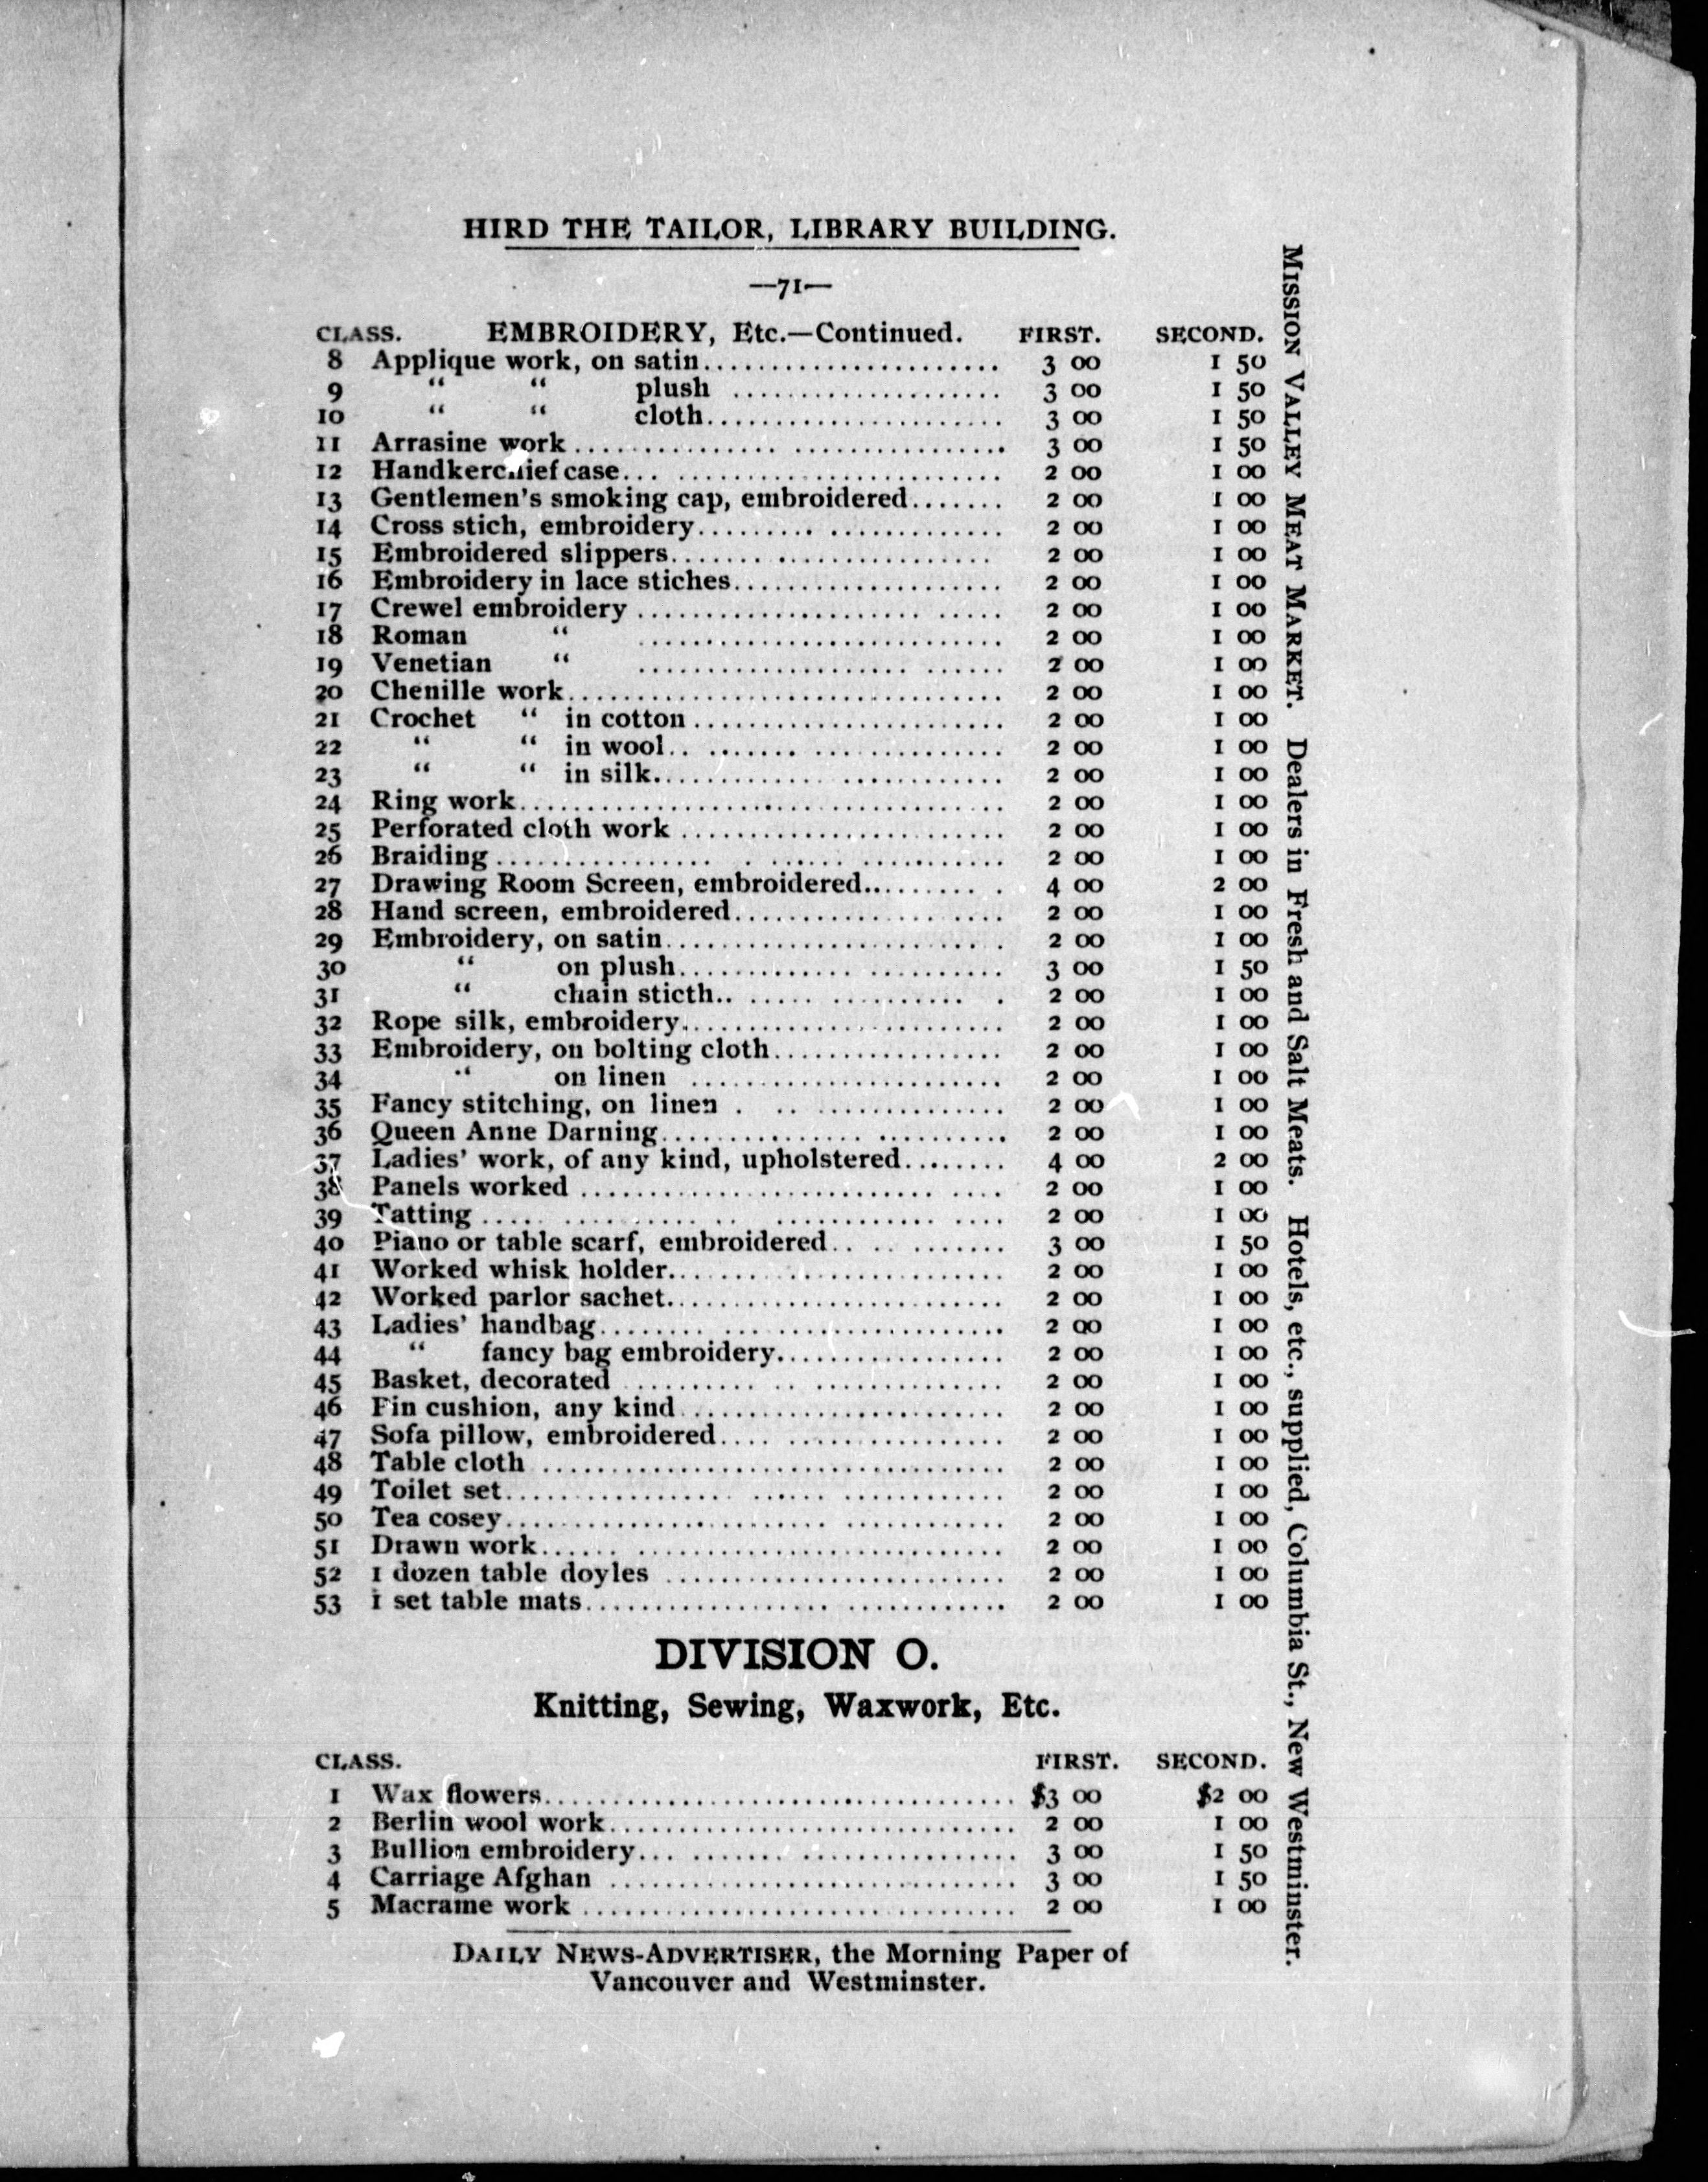 HIRD THE TAILOR, LIBRARY BUILDING.
—71—
CLASS. EMBROIDERY, Etc.—Continued. FIRST. SECOND.
8 Applique work, on satin...................... 3 00 1 50
9 “ “ plush .................... 3 00 1 50
10 “ “ cloth...................... 3 00 1 50
11 Arrasine work................................ 3 00 1 50
12 Handkerchief case............................ 2 00 1 00
13 Gentlemen's smoking cap, embroidered....... 2 00 1 00
14 Cross stich, embroidery...................... 2 00 1 00
15 Embroidered slippers........................ 2 00 1 00
16 Embroidery in lace stiches.................... 2 00 1 00
17 Crewel embroidery .......................... 2 00 1 00
18 Roman “ .......................... 2 00 1 00
19 Venetian “ .......................... 2 00 1 00
20 Chenille work................................ 2 00 1 00
21 Crochet “ in cotton....................... 2 00 1 00
22 “ “ in wool........................ 2 00 1 00
23 “ “ in silk.......................... 2 00 1 00
24 Ring work.................................... 2 00 1 00
25 Perforated cloth work ........................ 2 00 1 00
26 Braiding...................................... 2 00 1 00
27 Drawing Room Screen, embroidered.......... 4 00 2 00
28 Hand screen, embroidered.................... 2 00 1 00
29 Embroidery, on satin......................... 2 00 1 00
30 “ on plush........................ 3 00 1 50
31 “ chain sticth.................... 2 00 1 00
32 Rope silk, embroidery........................ 2 00 1 00
33 Embroidery, on bolting cloth................. 2 00 1 00
34 “ on linen ....................... 2 00 1 00
35 Fancy stitching, on linen .................... 2 00 1 00
36 Queen Anne Darning......................... 2 00 1 00
37 Ladies' work, of any kind, upholstered........ 4 00 2 00
38 Panels worked ............................... 2 00 1 00
39 Tatting ...................................... 2 00 1 00
40 Piano or table scarf, embroidered............ 3 00 1 50
41 Worked whisk holder......................... 2 00 1 00
42 Worked parlor sachet......................... 2 00 1 00
43 Ladies' handbag.............................. 2 00 1 00
44 “ fancy bag embroidery................. 2 00 1 00
45 Basket, decorated ........................... 2 00 1 00
46 Fin cushion, any kind........................ 2 00 1 00
47 Sofa pillow, embroidered.................... 2 00 1 00
48 Table cloth .................................. 2 00 1 00
49 Toilet set..................................... 2 00 1 00
50 Tea cosey..................................... 2 00 1 00
51 Drawn work.................................. 2 00 1 00
52 1 dozen table doyles ......................... 2 00 1 00
53 1 set table mats............................... 2 00 1 00
DIVISION O.
Knitting, Sewing, Waxwork, Etc.
CLASS. FIRST. SECOND.
1 Wax flowers................................... $3 00 $2 00
2 Berlin wool work.............................. 2 00 1 00
3 Bullion embroidery........................... 3 00 1 50
4 Carriage Afghan .............................. 3 00 1 50
5 Macrame work ................................ 2 00 1 00
DAILY NEWS-ADVERTISER, the Morning Paper of
Vancouver and Westminster.
MISSION VALLEY MEAT MARKET. Dealers in Fresh and Salt Meats. Hotels, etc., supplied, Columbia St., New Westminster.